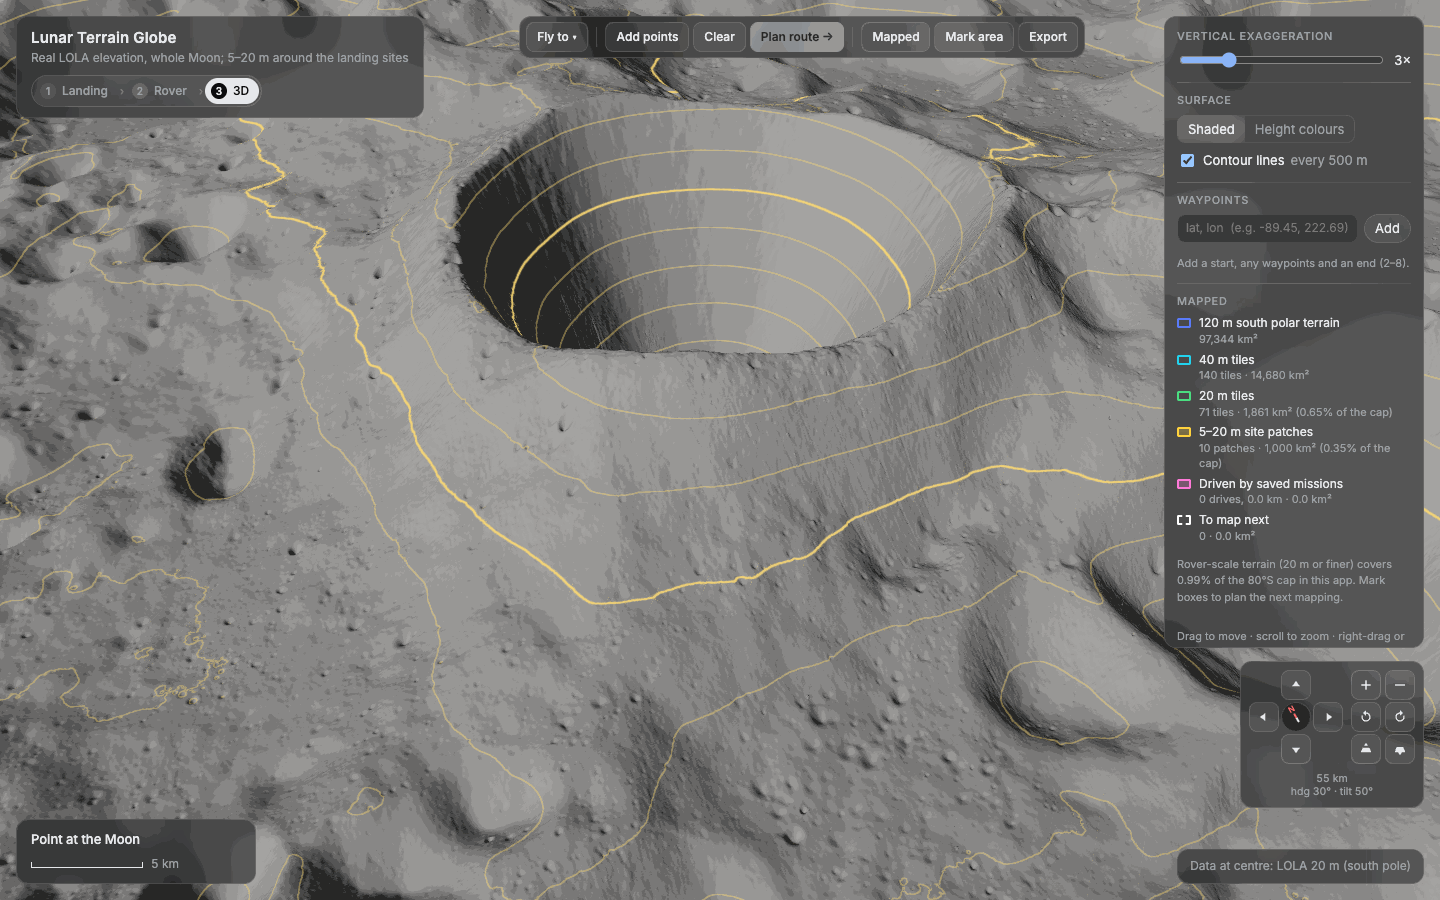 Lunar Terrain Globe
Real LOLA elevation, whole Moon; 5–20 m around the landing sites
1 Landing › 2 Rover › 3 3D
Fly to ▾ Add points Clear Plan route → Mapped Mark area Export
VERTICAL EXAGGERATION
3×
SURFACE
Shaded Height colours
Contour lines every 500 m
WAYPOINTS
lat, lon (e.g. -89.45, 222.69) Add
Add a start, any waypoints and an end (2–8).
MAPPED
120 m south polar terrain
97,344 km²
40 m tiles
140 tiles · 14,680 km²
20 m tiles
71 tiles · 1,861 km² (0.65% of the cap)
5–20 m site patches
10 patches · 1,000 km² (0.35% of the
cap)
Driven by saved missions
0 drives, 0.0 km · 0.0 km²
To map next
0 · 0.0 km²
Rover-scale terrain (20 m or finer) covers
0.99% of the 80°S cap in this app. Mark
boxes to plan the next mapping.
Drag to move · scroll to zoom · right-drag or
N
55 km
hdg 30° · tilt 50°
Point at the Moon
5 km
Data at centre: LOLA 20 m (south pole)